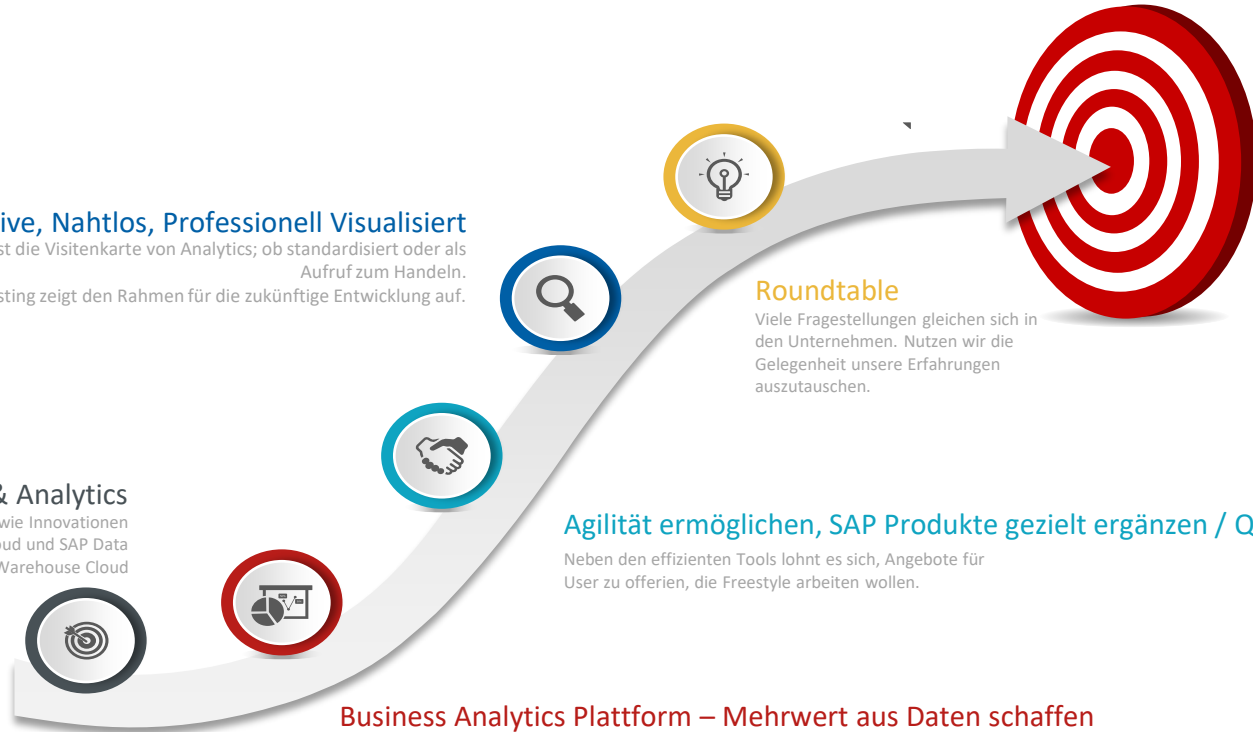 ive, Nahtlos, Professionell Visualisiert
st die Visitenkarte von Analytics; ob standardisiert oder als
Aufruf zum Handeln.
sting zeigt den Rahmen für die zukünftige Entwicklung auf.
Roundtable
Viele Fragestellungen gleichen sich in
den Unternehmen. Nutzen wir die
Gelegenheit unsere Erfahrungen
auszutauschen.
& Analytics
wie Innovationen
oud und SAP Data
Warehouse Cloud
Agilität ermöglichen, SAP Produkte gezielt ergänzen / Q
Neben den effizienten Tools lohnt es sich, Angebote für
User zu offerien, die Freestyle arbeiten wollen.
Business Analytics Plattform – Mehrwert aus Daten schaffen